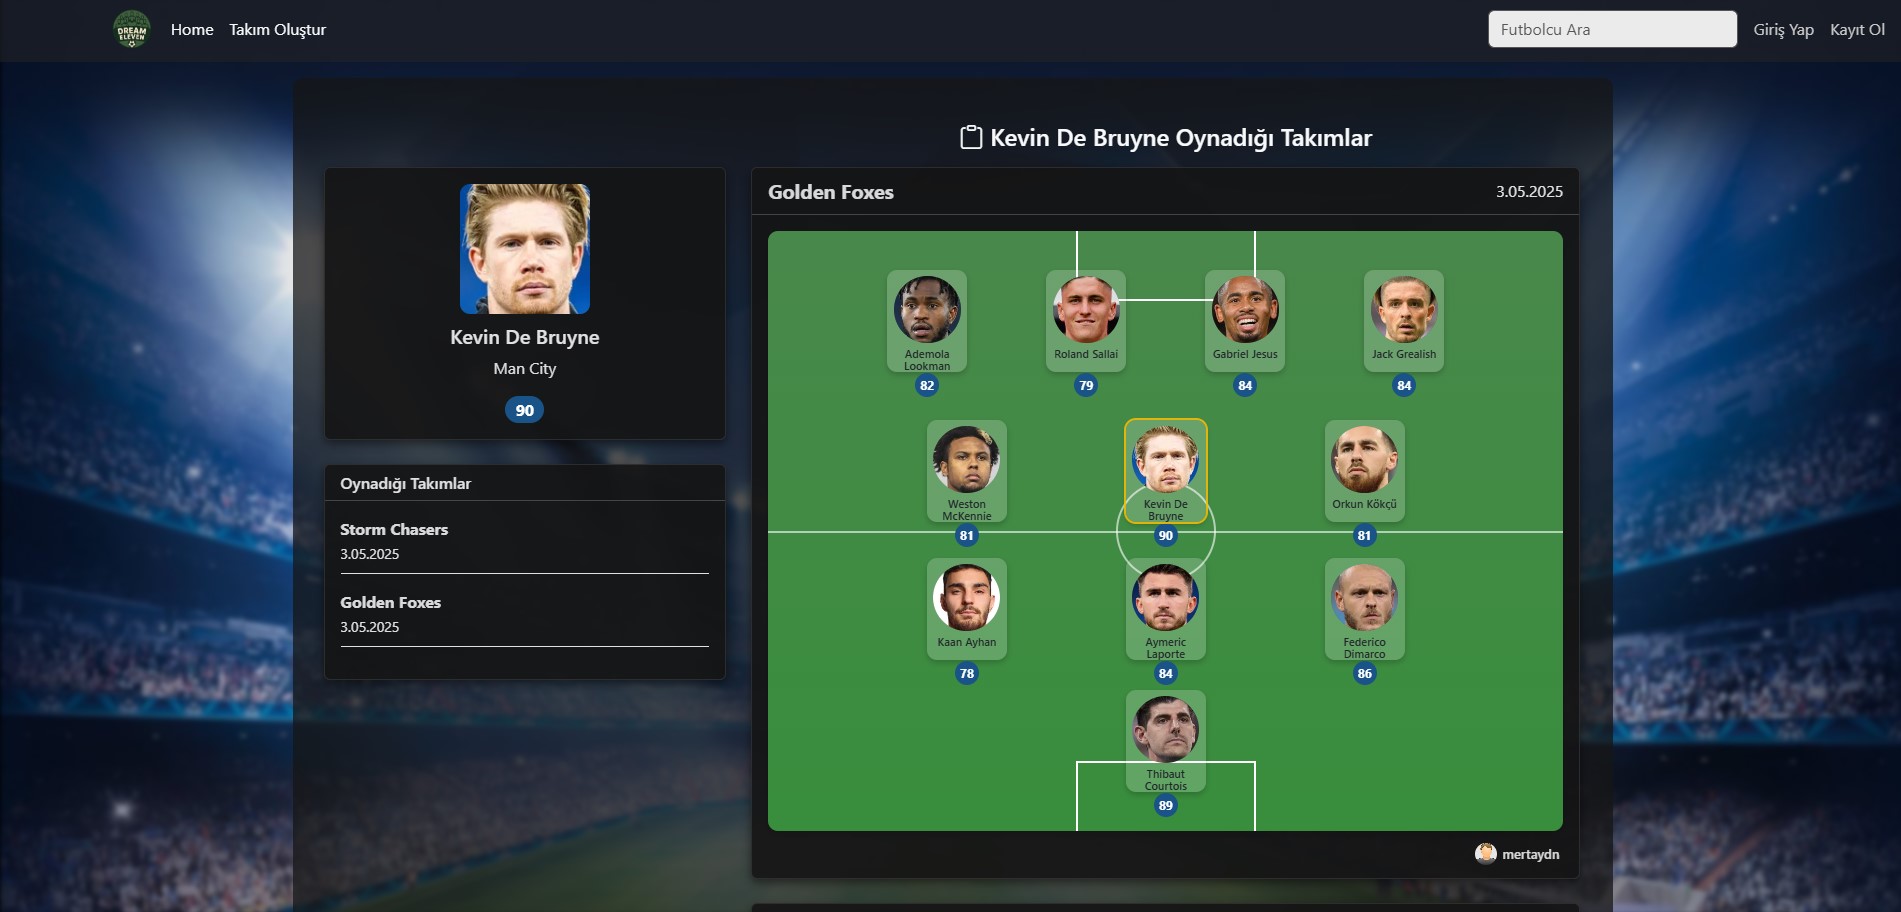 DREAM
ELEVEN
Home
Takım Oluştur
Futbolcu Ara
Giriş Yap
Kayıt Ol
Kevin De Bruyne Oynadığı Takımlar
Kevin De Bruyne
Man City
90
Oynadığı Takımlar
Storm Chasers
3.05.2025
Golden Foxes
3.05.2025
Golden Foxes
3.05.2025
Ademola
Lookman
82
Roland Sallai
79
Gabriel Jesus
84
Jack Grealish
84
Weston
McKennie
81
Kevin De
Bruyne
90
Orkun Kökçü
81
Kaan Ayhan
78
Aymeric
Laporte
84
Federico
Dimarco
86
Thibaut
Courtois
89
mertaydn